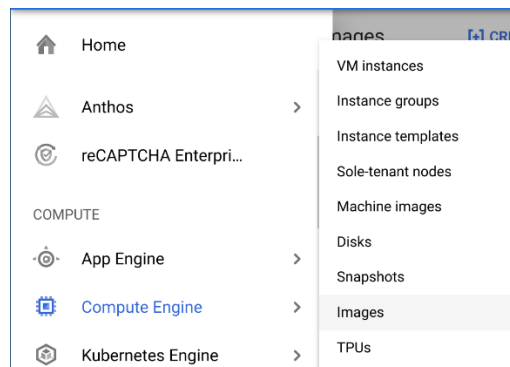 Home
Anthos
reCAPTCHA Enterpri...
COMPUTE
App Engine
Compute Engine
Kubernetes Engine
VM instances
Instance groups
Instance templates
Sole-tenant nodes
Machine images
Disks
Snapshots
Images
TPUs